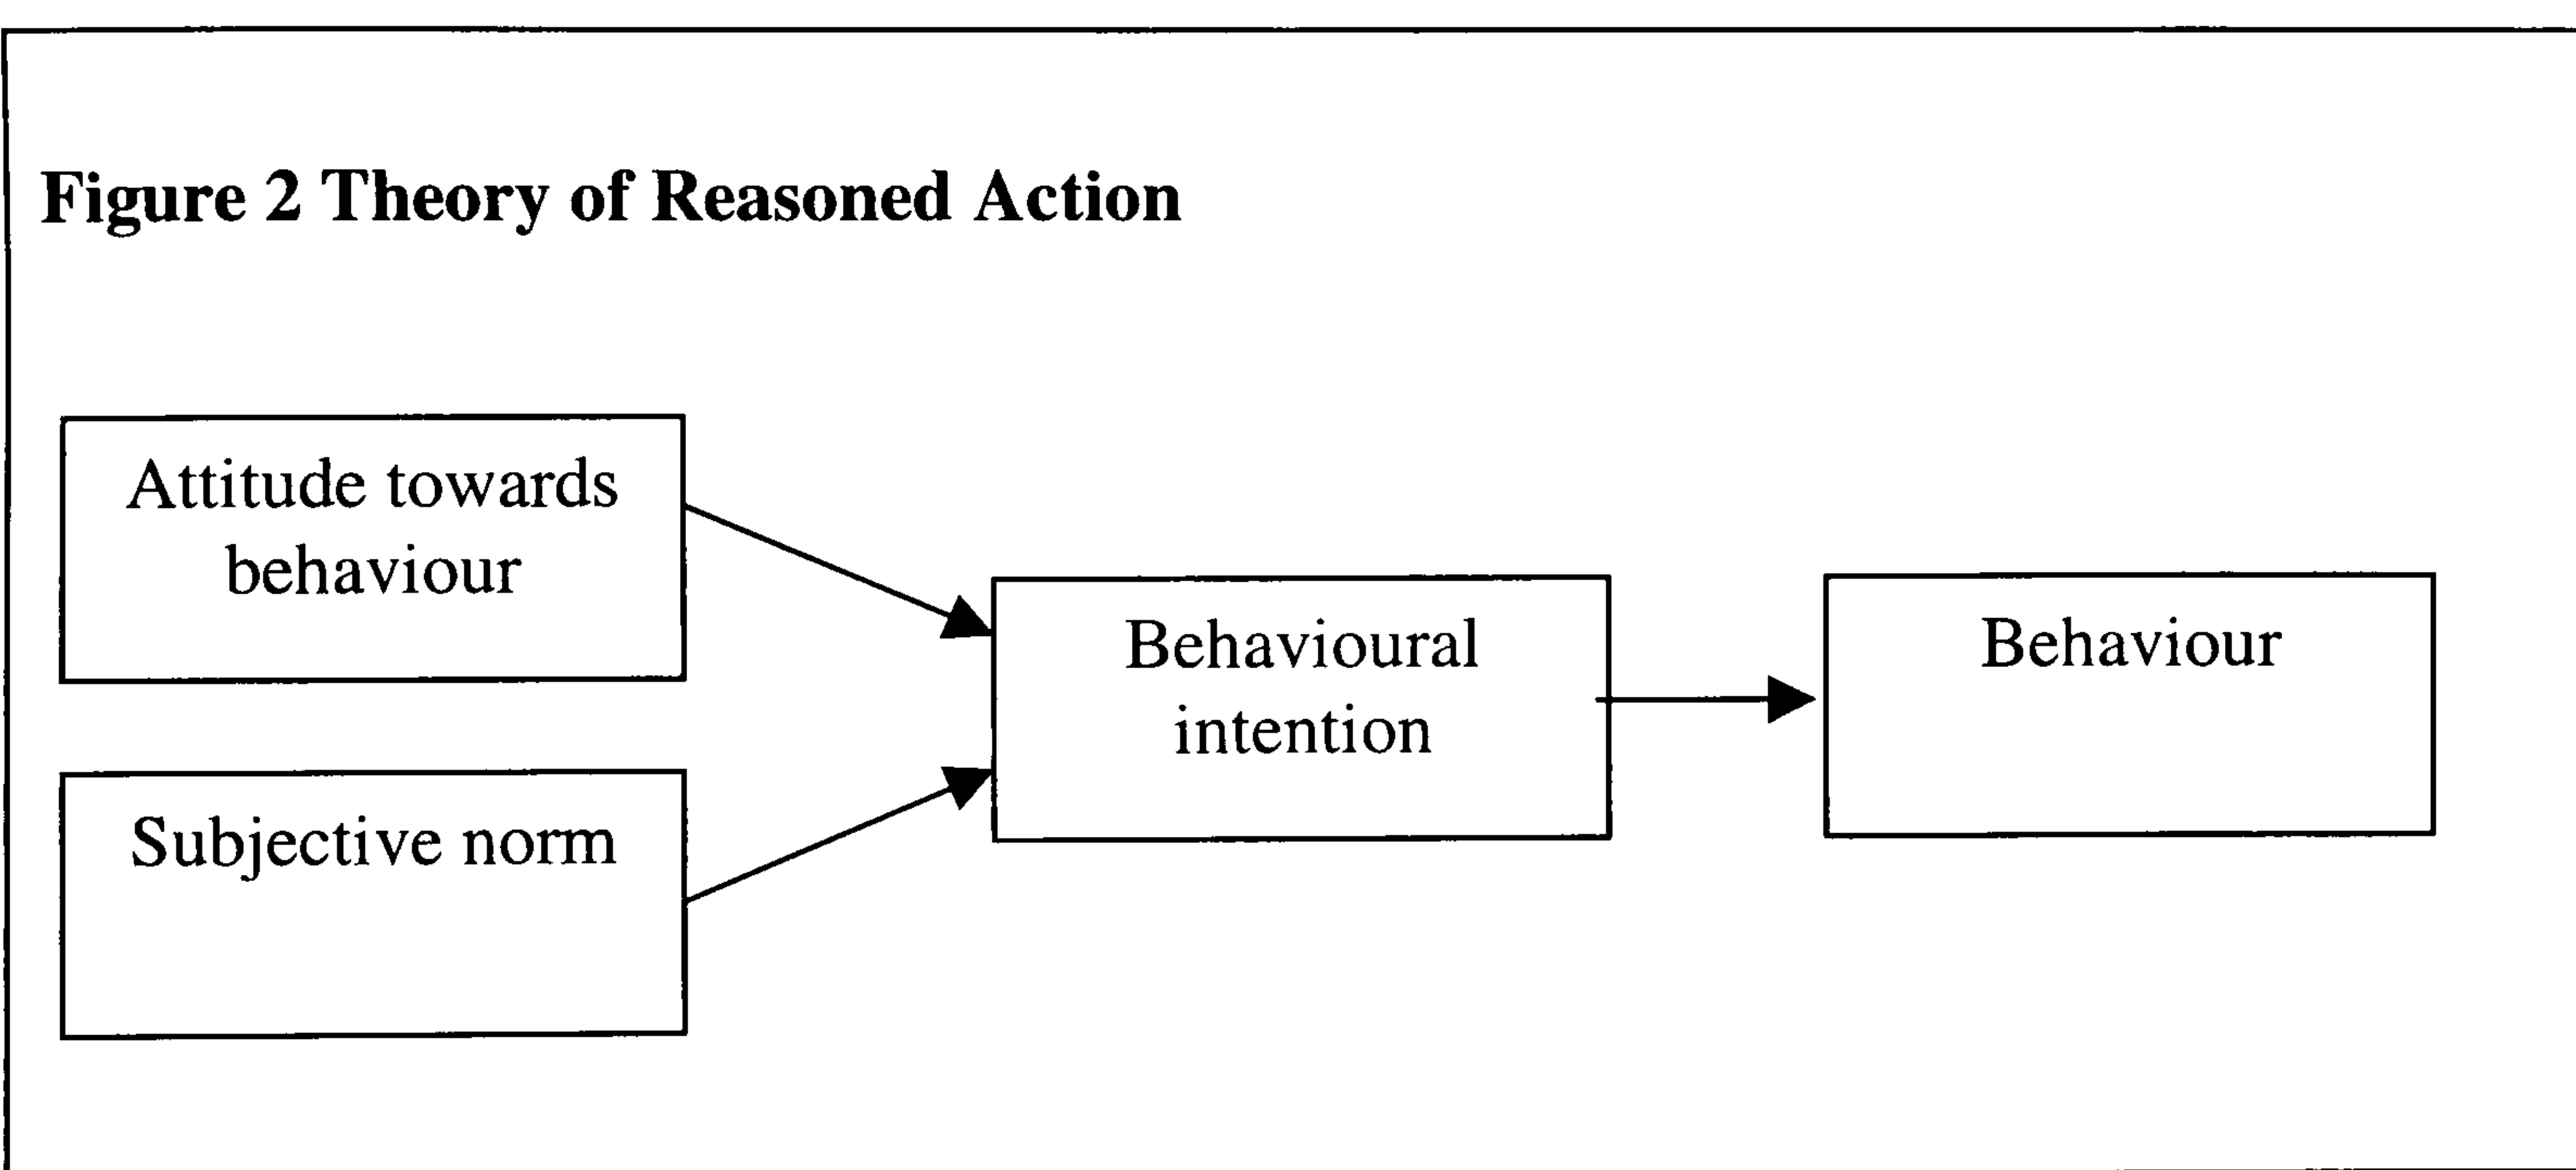 Figure 2 Theory of Reasoned Action
Attitude towards
behaviour
Subjective norm
Behavioural
intention
Behaviour